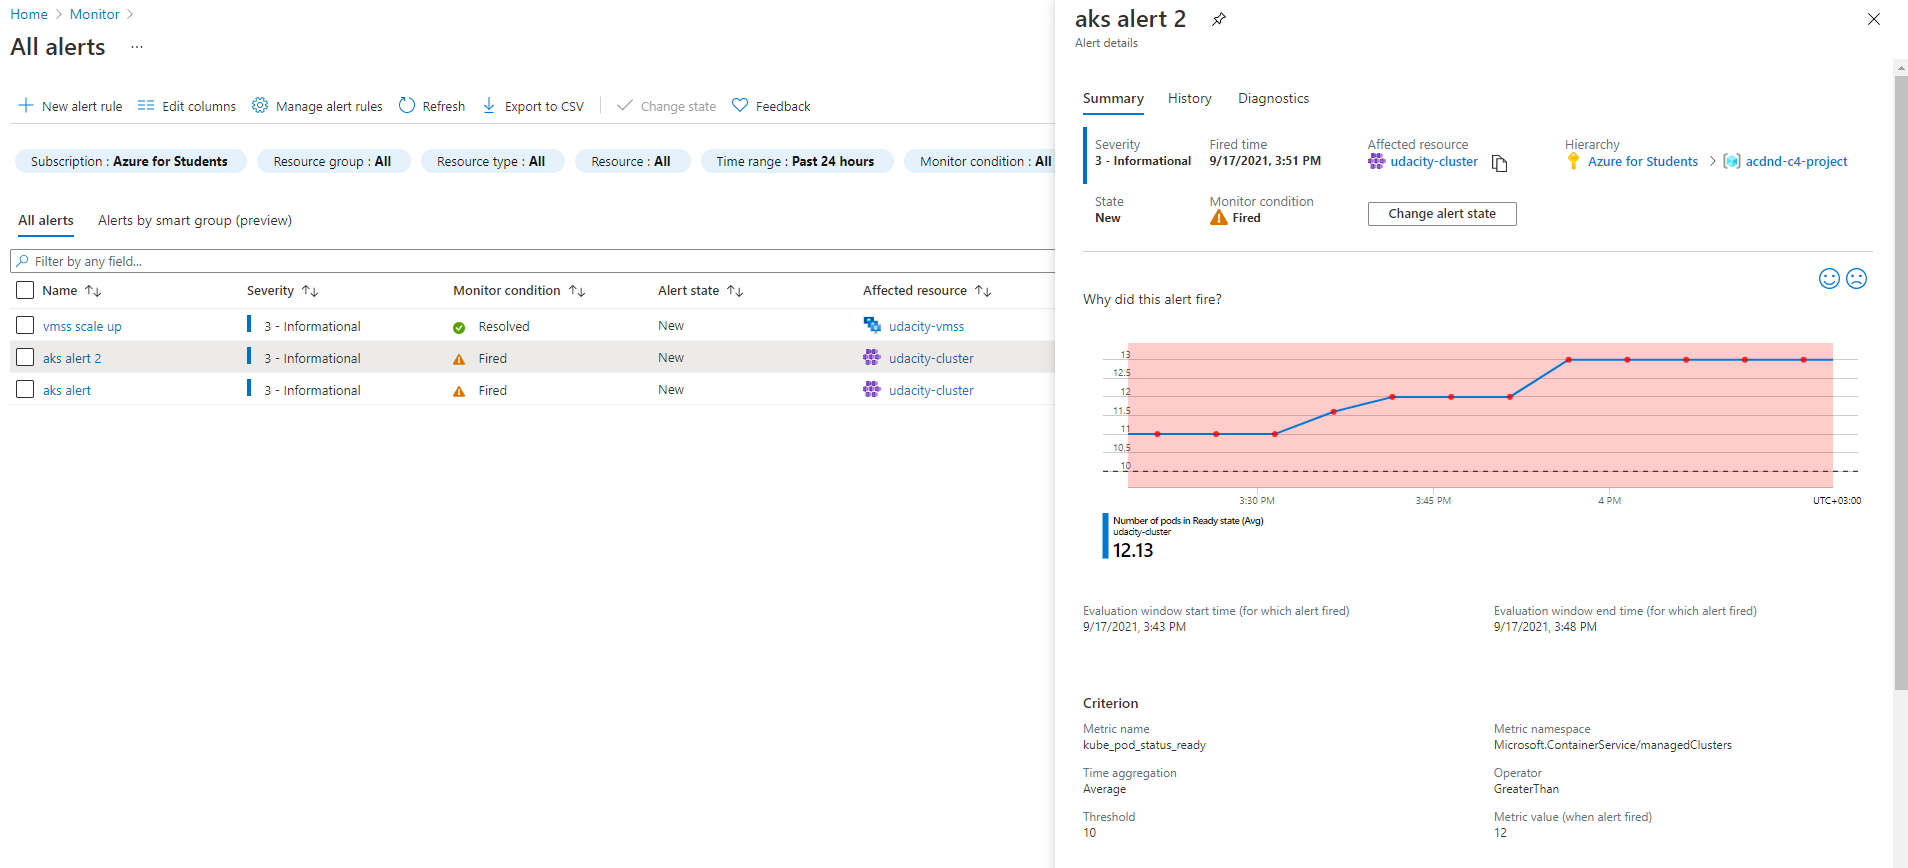 Home > Monitor >
All alerts ...
New alert rule Edit columns Manage alert rules Refresh Export to CSV Change state Feedback
Subscription : Azure for Students Resource group : All Resource type : All Resource : All Time range : Past 24 hours Monitor condition : All
All alerts Alerts by smart group (preview)
Filter by any field...
Name Severity Monitor condition Alert state Affected resource
vmss scale up 3 - Informational Resolved New udacity-vmss
aks alert 2 3 - Informational Fired New udacity-cluster
aks alert 3 - Informational Fired New udacity-cluster
aks alert 2
Alert details
Summary History Diagnostics
Severity Fired time Affected resource Hierarchy
3 - Informational 9/17/2021, 3:51 PM udacity-cluster Azure for Students > acdnd-c4-project
State Monitor condition
New Fired Change alert state
Why did this alert fire?
13
12.5
12
11.5
11
10.5
10
3:30 PM 3:45 PM 4 PM UTC+03:00
Number of pods in Ready state (Avg)
udacity-cluster
12.13
Evaluation window start time (for which alert fired) Evaluation window end time (for which alert fired)
9/17/2021, 3:43 PM 9/17/2021, 3:48 PM
Criterion
Metric name Metric namespace
kube_pod_status_ready Microsoft.ContainerService/managedClusters
Time aggregation Operator
Average GreaterThan
Threshold Metric value (when alert fired)
10 12